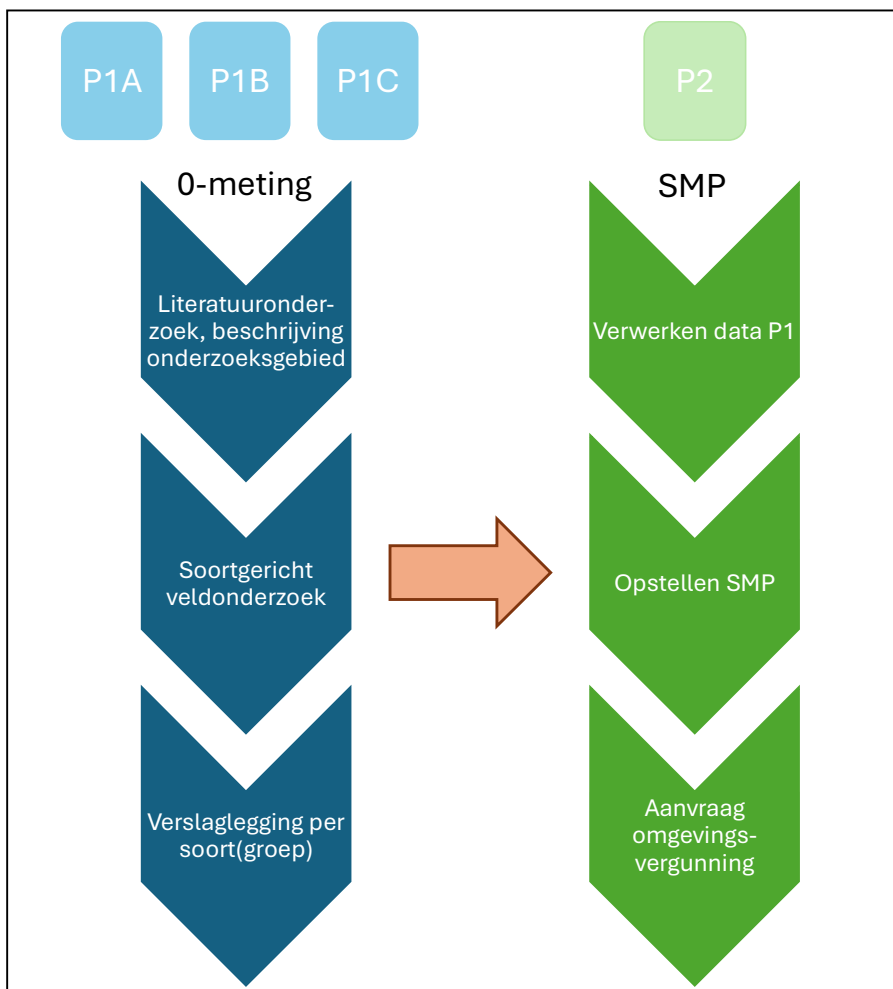 P1A
P1B
P1C
P2
0-meting
Literatuuronder-
zoek, beschrijving
onderzoeksgebied
Soortgericht
veldonderzoek
Verslaglegging per
soort(groep)
SMP
Verwerken data P1
Opstellen SMP
Aanvraag
omgevings-
vergunning